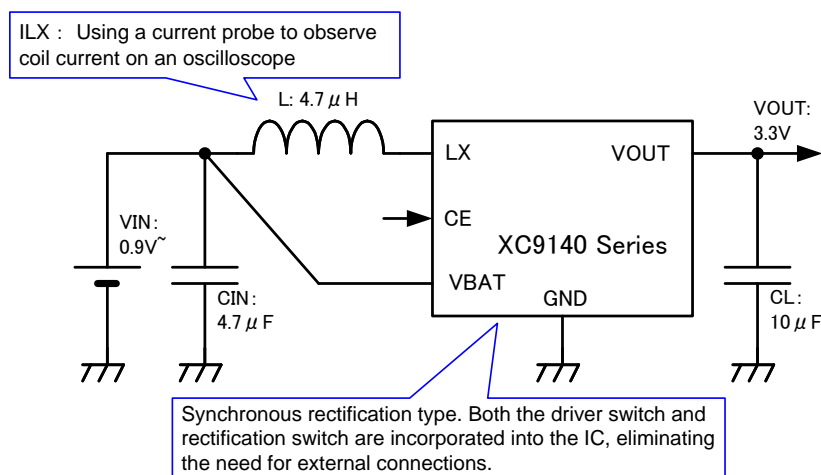 ILX : Using a current probe to observe
coil current on an oscilloscope
L: 4.7μH
VOUT:
3.3V
LX
VOUT
VIN:
0.9V~
CE
XC9140 Series
VBAT
GND
CIN:
4.7μF
CL:
10μF
Synchronous rectification type. Both the driver switch and
rectification switch are incorporated into the IC, eliminating
the need for external connections.